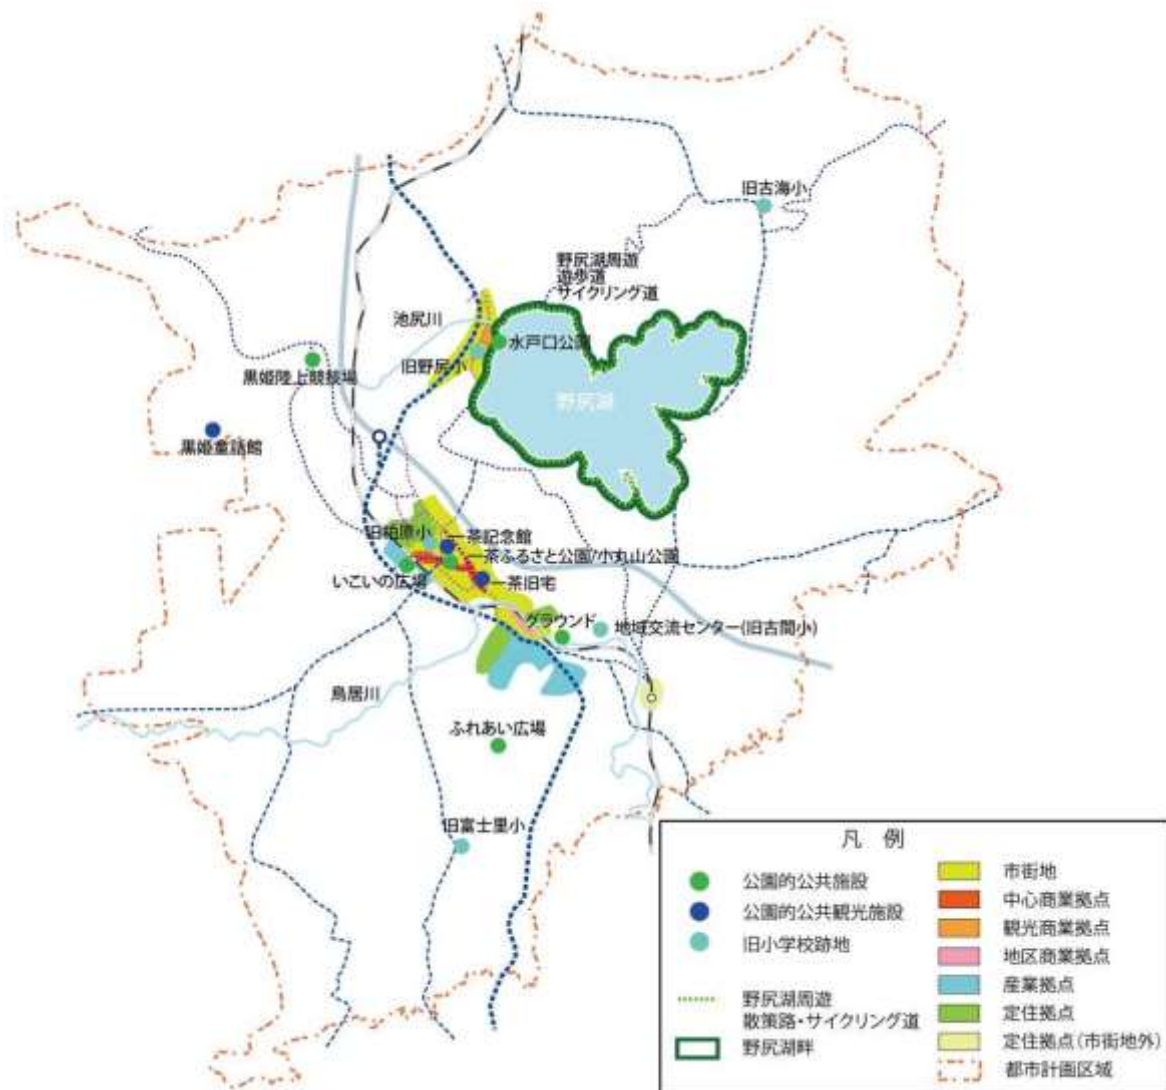 旧古海小
野尻湖周遊
遊歩道
サイクリング道
池尻川
水戸口公園
旧野尻小
黒姫陸上競技場
野尻湖
黒姫童話館
旧柏原小
一茶記念館
一茶ふるさと公園/小丸山公園
いこいの広場
一茶旧宅
グラウンド
地域交流センター(旧古間小)
鳥居川
ふれあい広場
旧富士里小
凡 例
公園的公共施設
公園的公共観光施設
旧小学校跡地
野尻湖周遊
散策路・サイクリング道
野尻湖畔
市街地
中心商業拠点
観光商業拠点
地区商業拠点
産業拠点
定住拠点
定住拠点(市街地外)
都市計画区域